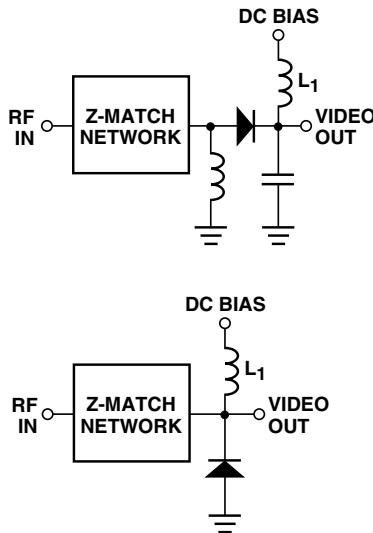 DC BIAS
L1
RF
IN
Z-MATCH
NETWORK
VIDEO
OUT
DC BIAS
L1
RF
IN
Z-MATCH
NETWORK
VIDEO
OUT